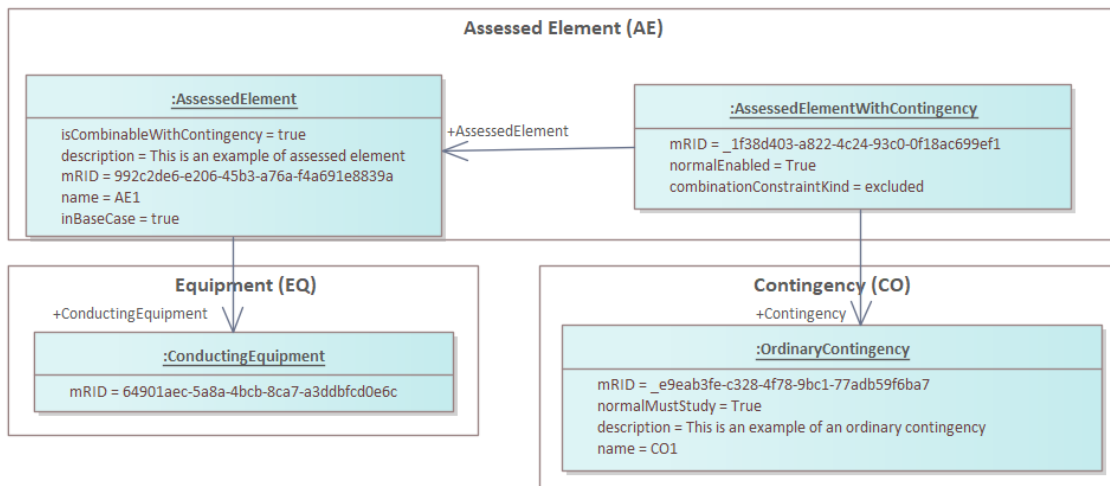 Assessed Element (AE)
:AssessedElement
isCombinableWithContingency = true
description = This is an example of assessed element
mRID = 992c2de6-e206-45b3-a76a-f4a691e8839a
name = AE1
inBaseCase = true
+AssessedElement
:AssessedElementWithContingency
mRID = _1f38d403-a822-4c24-93c0-0f18ac699ef1
normalEnabled = True
combinationConstraintKind = excluded
Equipment (EQ)
+ConductingEquipment
:ConductingEquipment
mRID = 64901aec-5a8a-4bcb-8ca7-a3ddbfcd0e6c
Contingency (CO)
+Contingency
:OrdinaryContingency
mRID = _e9eab3fe-c328-4f78-9bc1-77adb59f6ba7
normalMustStudy = True
description = This is an example of an ordinary contingency
name = CO1